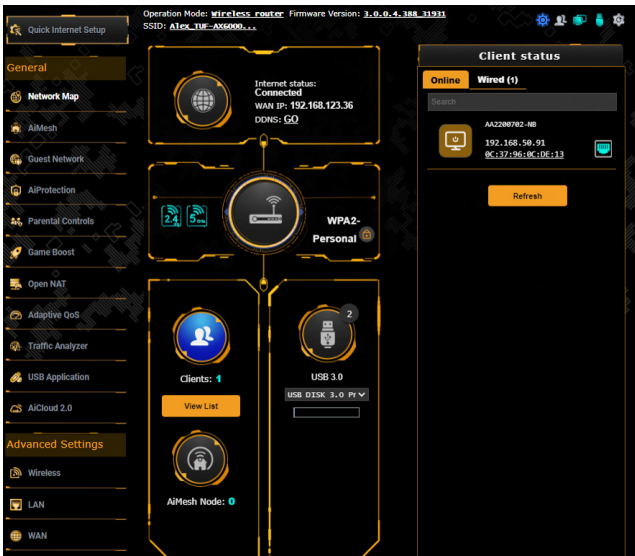 Operation Mode: Wireless router Firmware Version: 3.0.0.4.388_31931
SSID: Alex_TUF-AX6000...
Quick Internet Setup
General
Network Map
AiMesh
Guest Network
AiProtection
Parental Controls
Game Boost
Open NAT
Adaptive QoS
Traffic Analyzer
USB Application
AiCloud 2.0
Advanced Settings
Wireless
LAN
WAN
Internet status:
Connected
WAN IP: 192.168.123.36
DDNS: GO
2.4
5GHz
WPA2-
Personal
Clients: 1
View List
AiMesh Node: 0
2
USB 3.0
USB DISK 3.0 Pr
Client status
Online Wired (1)
Search
AA2200702-NB
192.168.50.91
0C:37:96:0C:DE:13
Refresh